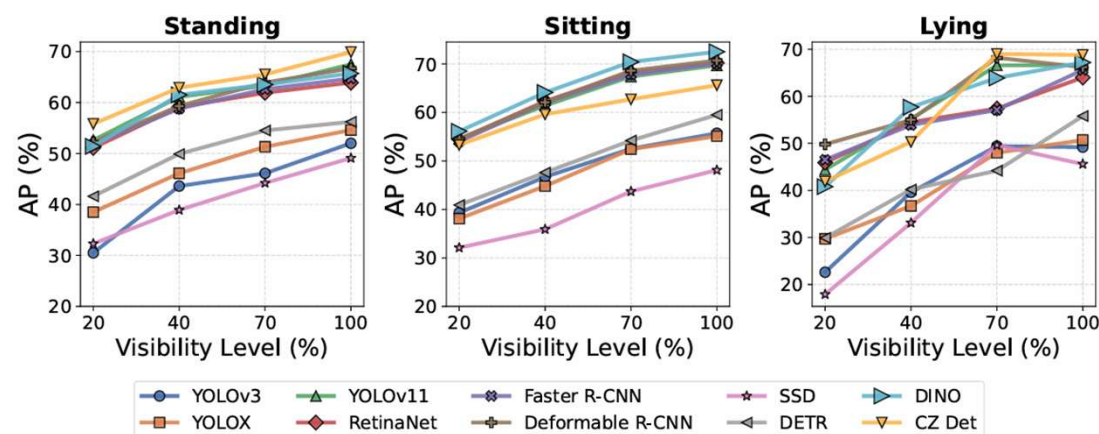 Standing
AP (%)
70
60
50
40
30
20
20 40 70 100
Visibility Level (%)
Sitting
AP (%)
70
60
50
40
30
20
20 40 70 100
Visibility Level (%)
Lying
AP (%)
70
60
50
40
30
20
20 40 70 100
Visibility Level (%)
YOLOv3 YOLOv11 Faster R-CNN SSD DINO
YOLOX RetinaNet Deformable R-CNN DETR CZ Det